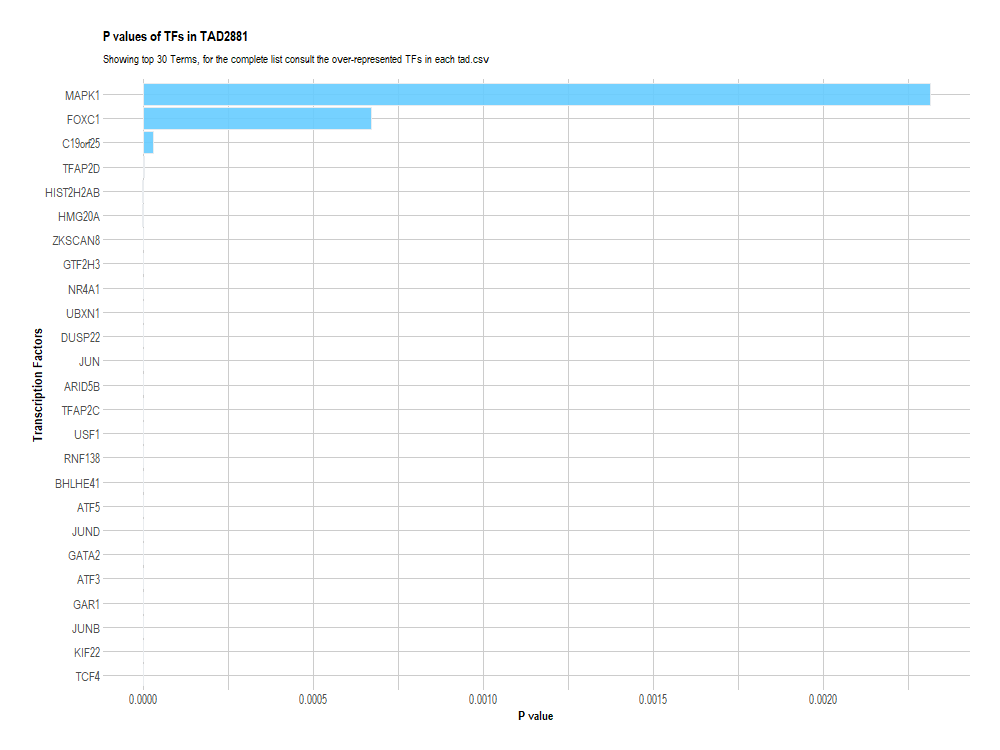 P values of TFs in TAD2881
Showing top 30 Terms, for the complete list consult the over-represented TFs in each tad.csv
Transcription Factors
MAPK1
FOXC1
C19orf25
TFAP2D
HIST2H2AB
HMG20A
ZKSCAN8
GTF2H3
NR4A1
UBXN1
DUSP22
JUN
ARID5B
TFAP2C
USF1
RNF138
BHLHE41
ATF5
JUND
GATA2
ATF3
GAR1
JUNB
KIF22
TCF4
0.0000 0.0005 0.0010 0.0015 0.0020
P value